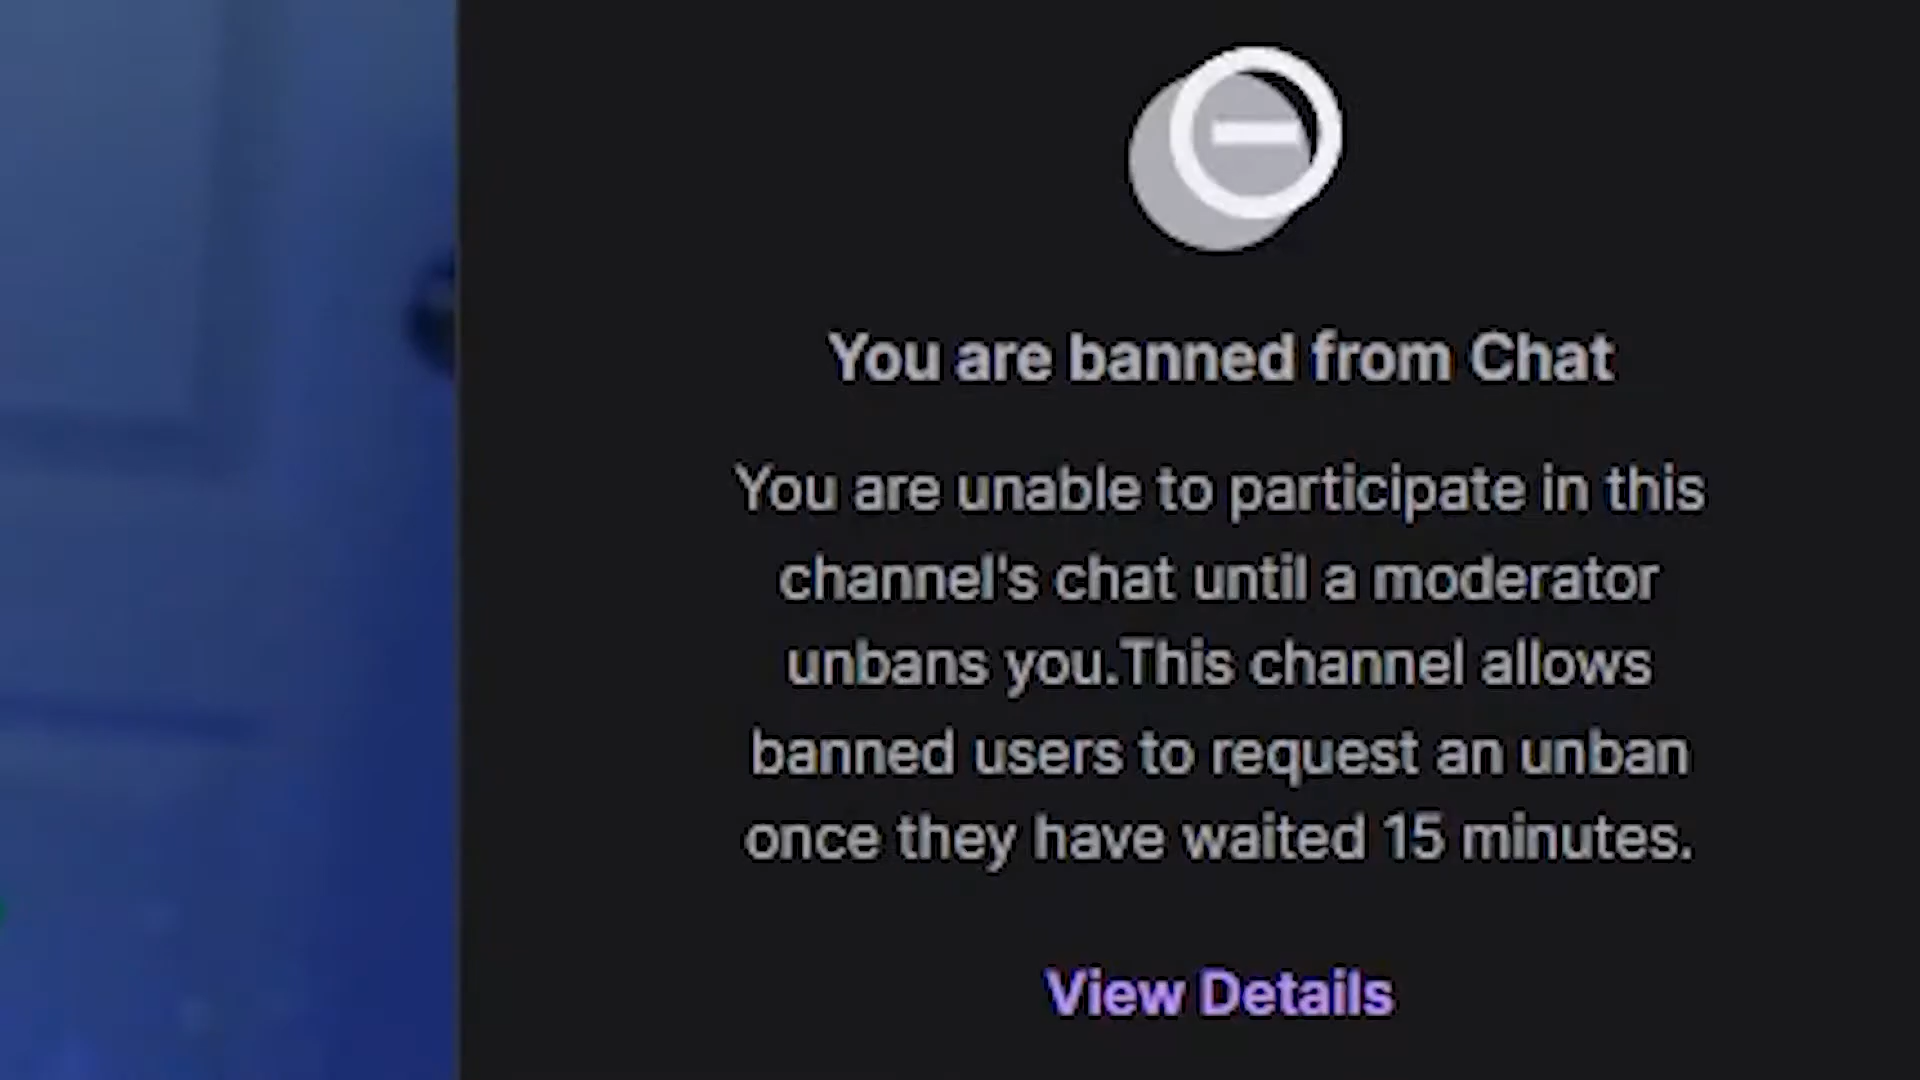 You are banned from Chat
You are unable to participate in this
channel's chat until a moderator
unbans you.This channel allows
banned users to request an unban
once they have waited 15 minutes.
View Details